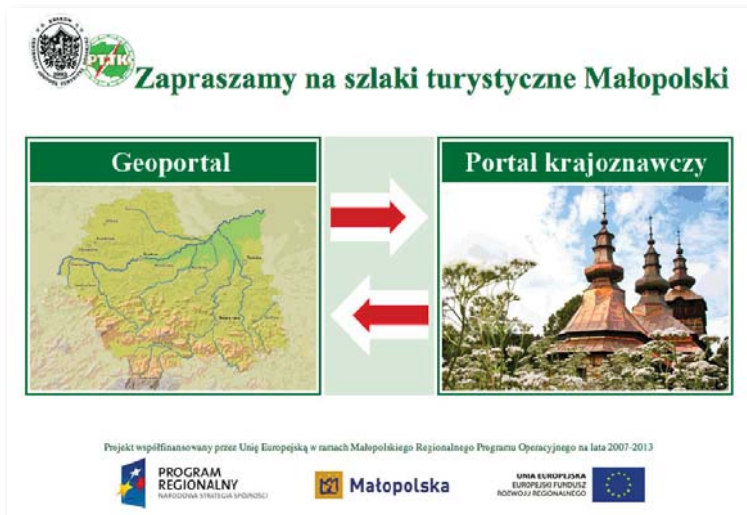 PTTK
Zapraszamy na szlaki turystyczne Małopolski
Geoportal
Portal krajoznawczy
Projekt współfinansowany przez Unię Europejską w ramach Małopolskiego Regionalnego Programu Operacyjnego na lata 2007-2013
PROGRAM
REGIONALNY
NARODOWA STRATEGIA SPÓJNOŚCI
Małopolska
UNIA EUROPEJSKA
EUROPEJSKI FUNDUSZ
ROZWOJU REGIONALNEGO